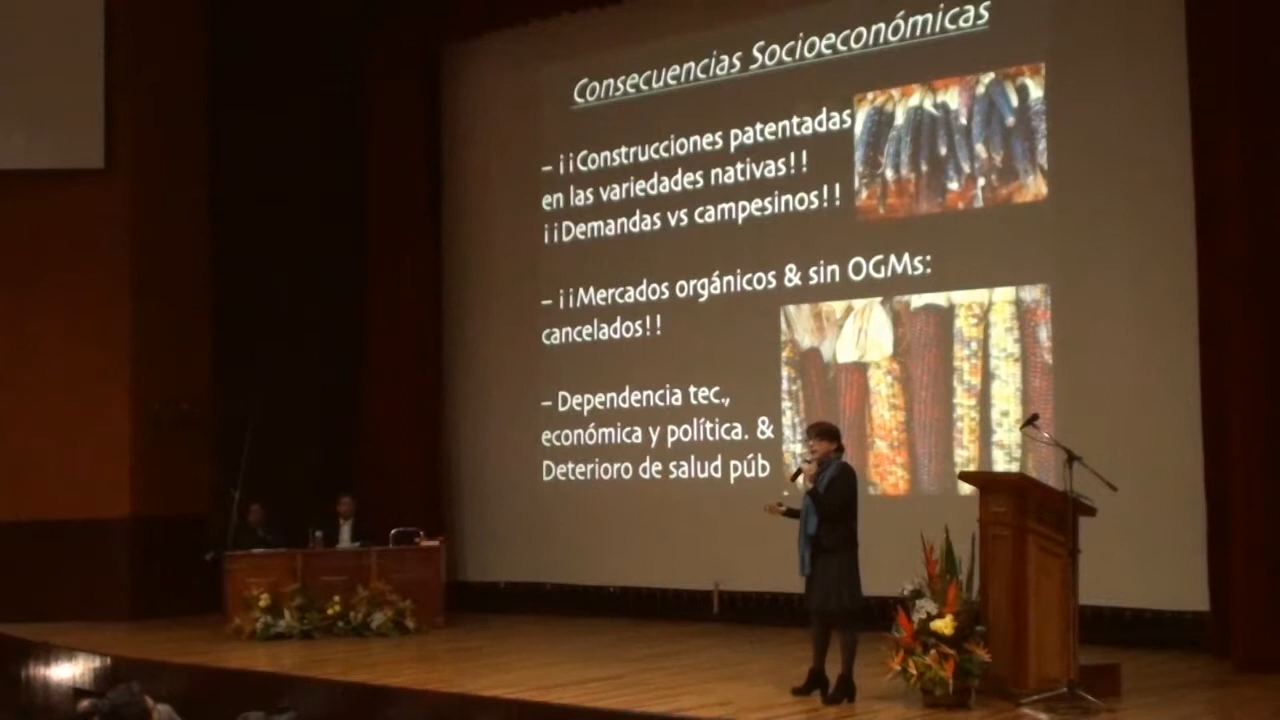 Consecuencias Socioeconómicas
– ¡¡Construcciones patentadas
en las variedades nativas!!
¡¡Demandas vs campesinos!!
– ¡¡Mercados orgánicos & sin OGMs:
cancelados!!
– Dependencia tec.,
económica y política. &
Deterioro de salud púb